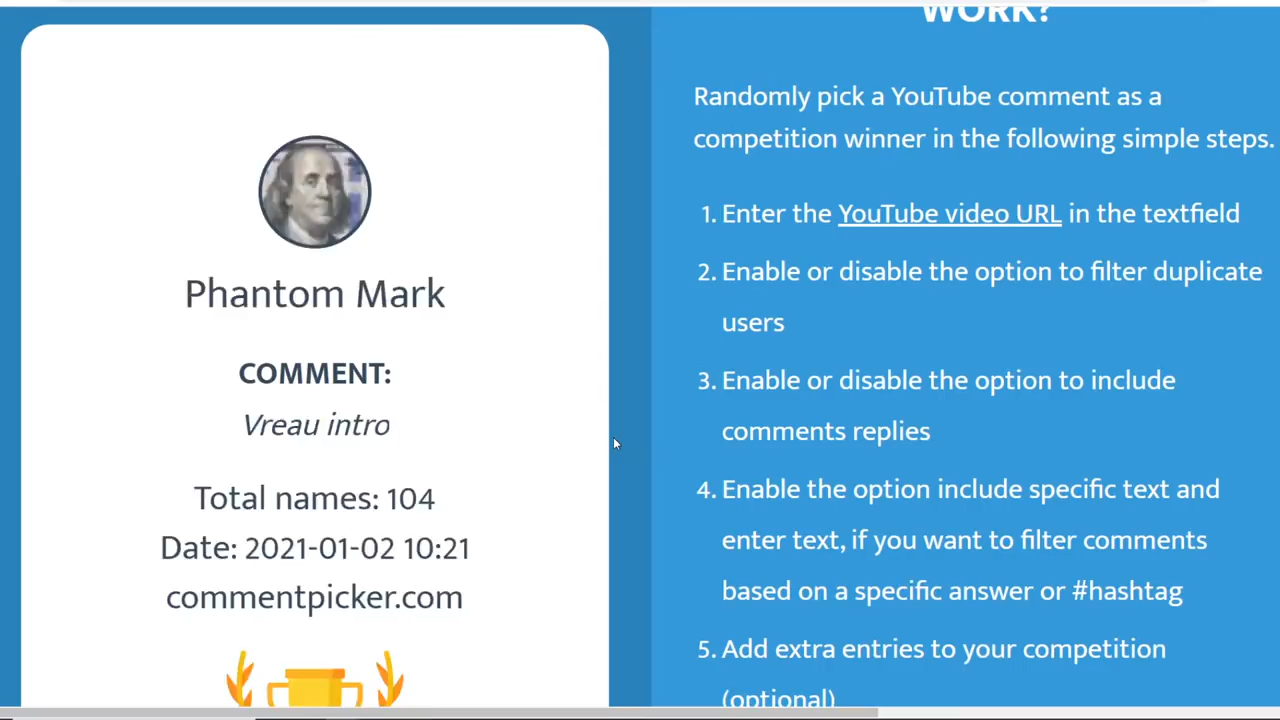 WORK?
Phantom Mark
COMMENT:
Vreau intro
Total names: 104
Date: 2021-01-02 10:21
commentpicker.com
Randomly pick a YouTube comment as a
competition winner in the following simple steps.
1. Enter the YouTube video URL in the textfield
2. Enable or disable the option to filter duplicate
users
3. Enable or disable the option to include
comments replies
4. Enable the option include specific text and
enter text, if you want to filter comments
based on a specific answer or #hashtag
5. Add extra entries to your competition
(optional)